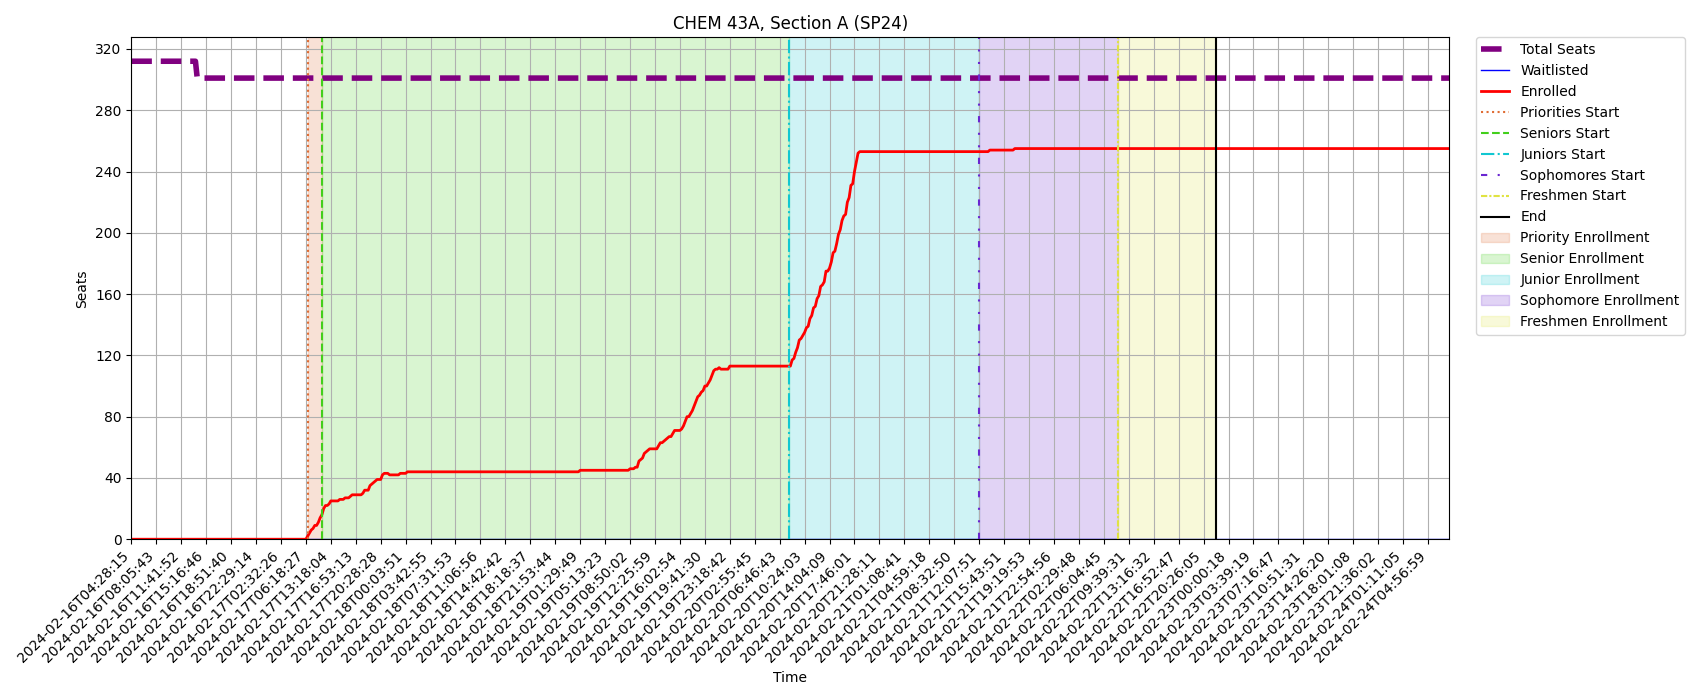 CHEM 43A, Section A (SP24)
320
280
240
200
160
120
80
40
0
Seats
2024-02-16T04:28:15
2024-02-16T08:05:43
2024-02-16T11:41:52
2024-02-16T15:16:46
2024-02-16T18:51:40
2024-02-16T22:29:14
2024-02-17T02:32:26
2024-02-17T06:18:27
2024-02-17T13:18:04
2024-02-17T16:53:13
2024-02-17T20:28:28
2024-02-18T00:03:51
2024-02-18T03:42:55
2024-02-18T07:31:53
2024-02-18T11:06:56
2024-02-18T14:42:42
2024-02-18T18:18:37
2024-02-18T21:53:44
2024-02-19T01:29:49
2024-02-19T05:13:23
2024-02-19T08:50:02
2024-02-19T12:25:59
2024-02-19T16:02:54
2024-02-19T19:41:30
2024-02-19T23:18:42
2024-02-20T02:55:45
2024-02-20T06:46:43
2024-02-20T10:24:03
2024-02-20T14:04:09
2024-02-20T17:46:01
2024-02-20T21:28:11
2024-02-21T01:08:41
2024-02-21T04:59:18
2024-02-21T08:32:50
2024-02-21T12:07:51
2024-02-21T15:43:51
2024-02-21T19:19:53
2024-02-21T22:54:56
2024-02-22T02:29:48
2024-02-22T06:04:45
2024-02-22T09:39:31
2024-02-22T13:16:32
2024-02-22T16:52:47
2024-02-22T20:26:05
2024-02-23T00:00:18
2024-02-23T03:39:19
2024-02-23T07:16:47
2024-02-23T10:51:31
2024-02-23T14:26:20
2024-02-23T18:01:08
2024-02-23T21:36:02
2024-02-24T01:11:05
2024-02-24T04:56:59
Time
Total Seats
Waitlisted
Enrolled
Priorities Start
Seniors Start
Juniors Start
Sophomores Start
Freshmen Start
End
Priority Enrollment
Senior Enrollment
Junior Enrollment
Sophomore Enrollment
Freshmen Enrollment